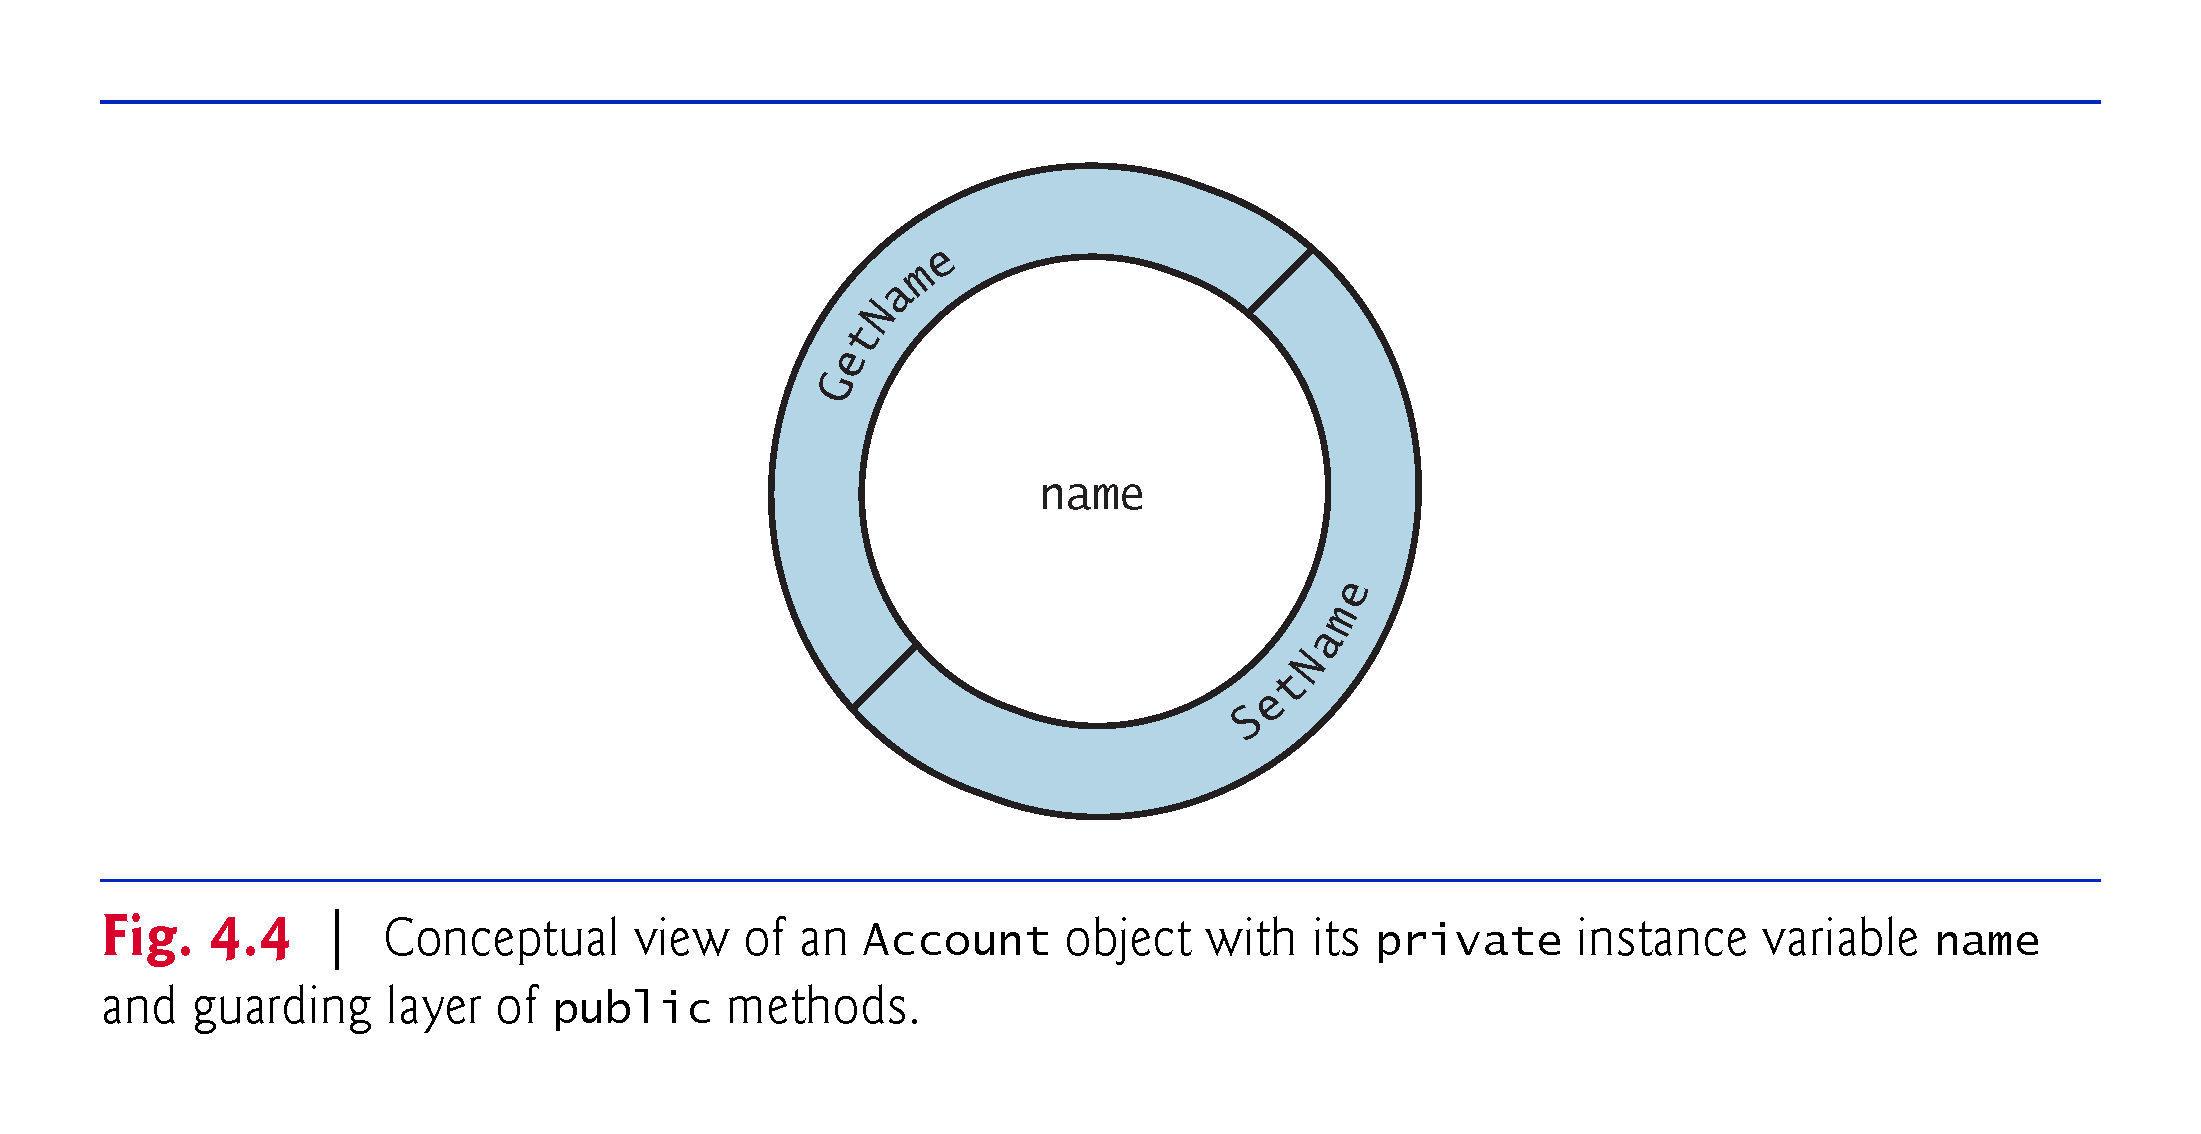 GetName
name
SetName
Fig. 4.4 | Conceptual view of an Account object with its private instance variable name
and guarding layer of public methods.